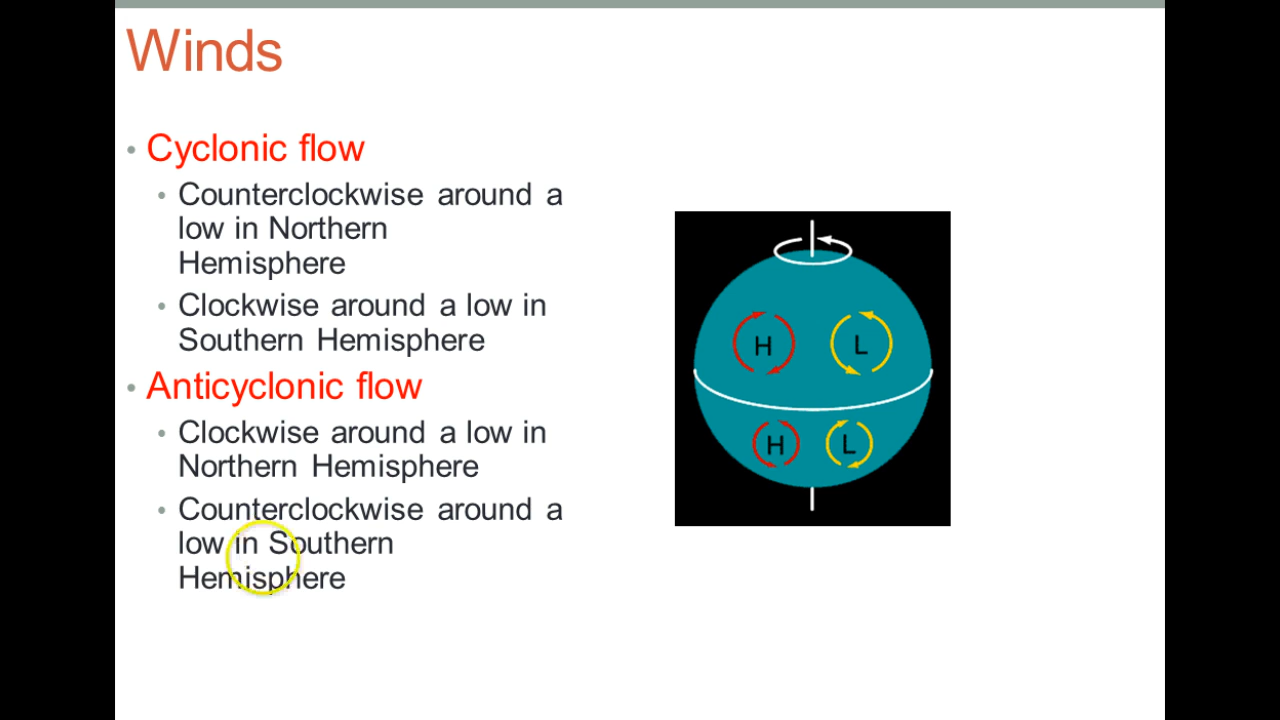 Winds
• Cyclonic flow
• Counterclockwise around a
low in Northern
Hemisphere
• Clockwise around a low in
Southern Hemisphere
• Anticyclonic flow
• Clockwise around a low in
Northern Hemisphere
• Counterclockwise around a
low in Southern
Hemisphere
H L
H L